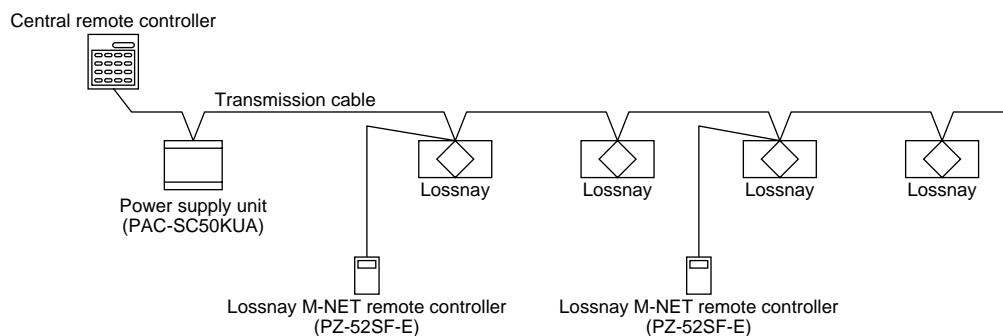 Central remote controller
Transmission cable
Lossnay
Lossnay
Lossnay
Lossnay
Power supply unit
(PAC-SC50KUA)
Lossnay M-NET remote controller
(PZ-52SF-E)
Lossnay M-NET remote controller
(PZ-52SF-E)